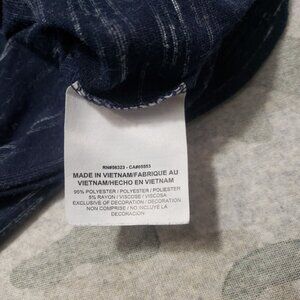 RN#56323 - CA#05553
MADE IN VIETNAM/FABRIQUE AU
VIETNAM/HECHO EN VIETNAM
95% POLYESTER / POLYESTER / POLIESTER
5% RAYON / VISCOSE / VISCOSA
EXCLUSIVE OF DECORATION / DECORATION
NON COMPRISE / NO INCLUYE LA
DECORACION